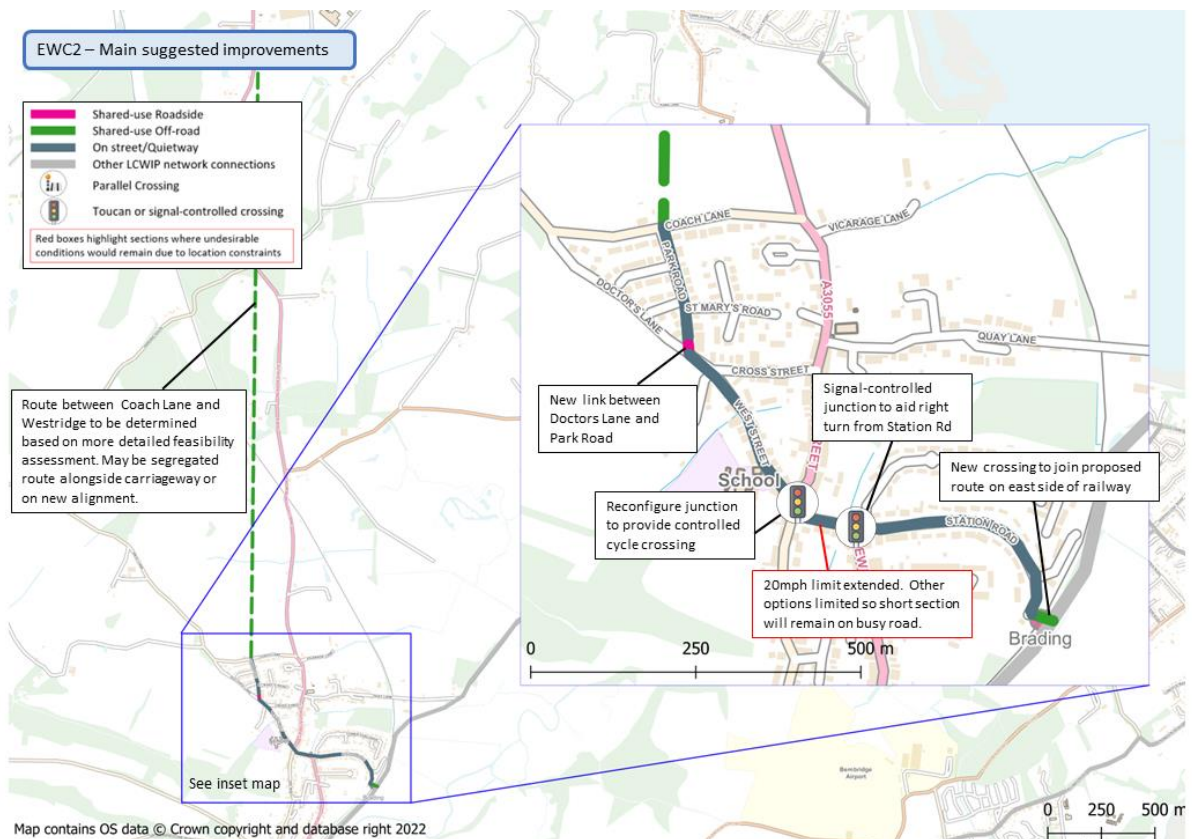 EWC2 – Main suggested improvements
Shared-use Roadside
Shared-use Off-road
On street/Quietway
Other LCWIP network connections
Parallel Crossing
Toucan or signal-controlled crossing
Red boxes highlight sections where undesirable
conditions would remain due to location constraints
Route between Coach Lane and
Westridge to be determined
based on more detailed feasibility
assessment. May be segregated
route alongside carriageway or
on new alignment.
COACH LANE
VICARAGE LANE
PARK ROAD
DOCTOR'S LANE
ST MARY'S ROAD
A3055
QUAY LANE
CROSS STREET
New link between
Doctors Lane and
Park Road
WEST STREET
Signal-controlled
junction to aid right
turn from Station Rd
New crossing to join proposed
route on east side of railway
School
Reconfigure junction
to provide controlled
cycle crossing
STATION ROAD
20mph limit extended. Other
options limited so short section
will remain on busy road.
Brading
0 250 500 m
See inset map
Bembridge
Airport
0 250 500 m
Map contains OS data © Crown copyright and database right 2022